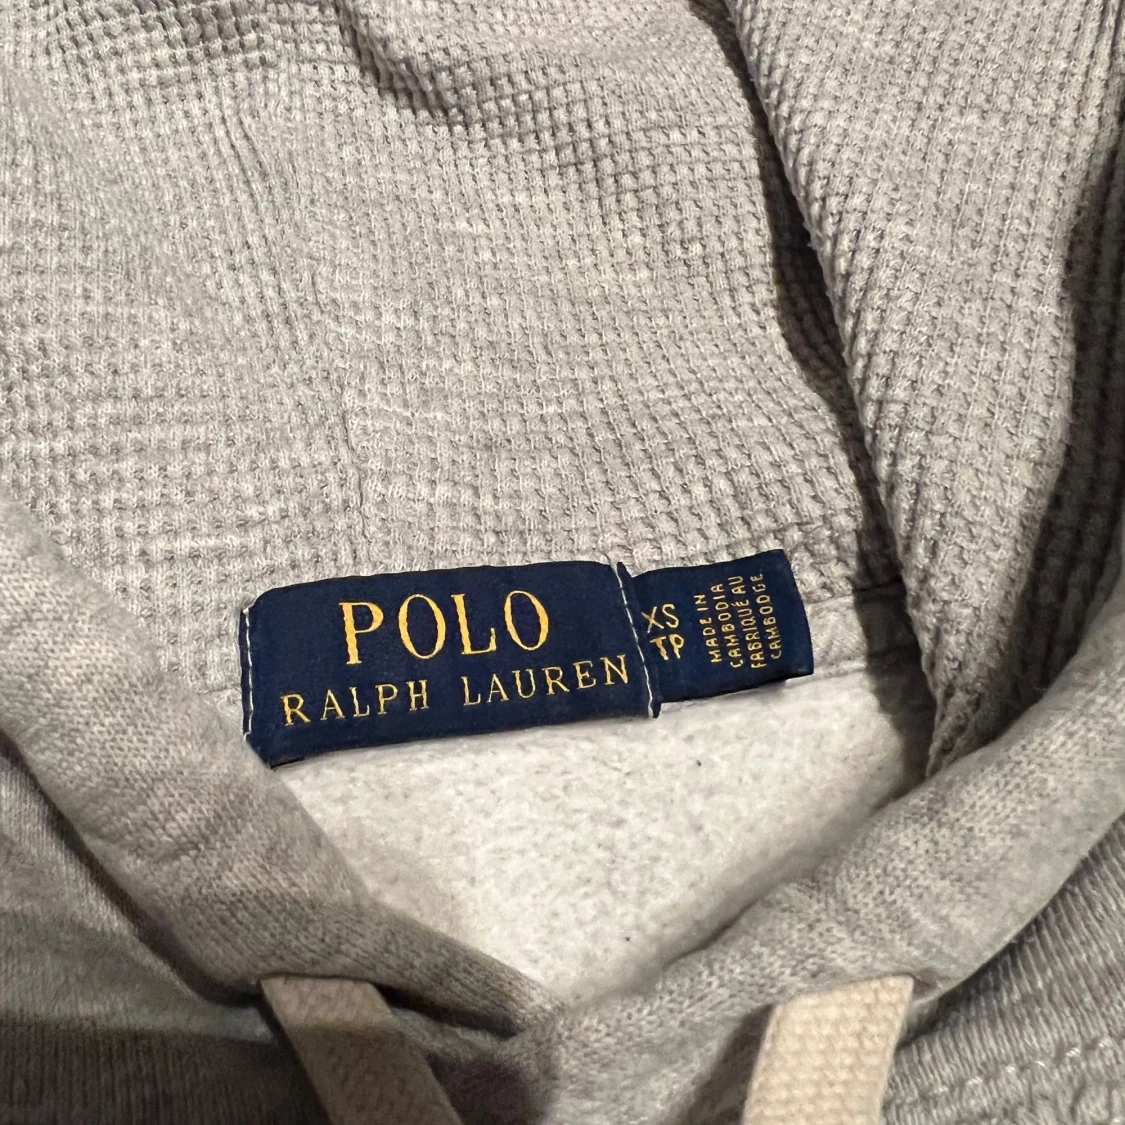 POLO
RALPH LAUREN
XS
TP
MADE IN
CAMBODIA
FABRIQUÉ AU
CAMBODGE